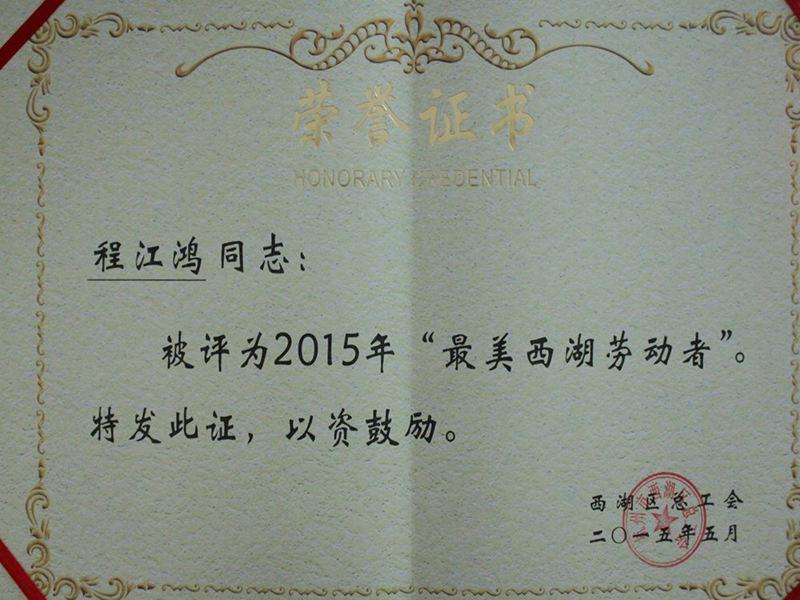 荣誉证书
HONORARY CREDENTIAL
程江鸿同志：
被评为2015年“最美西湖劳动者”。
特发此证，以资鼓励。
西湖区总工会
二〇一五年五月